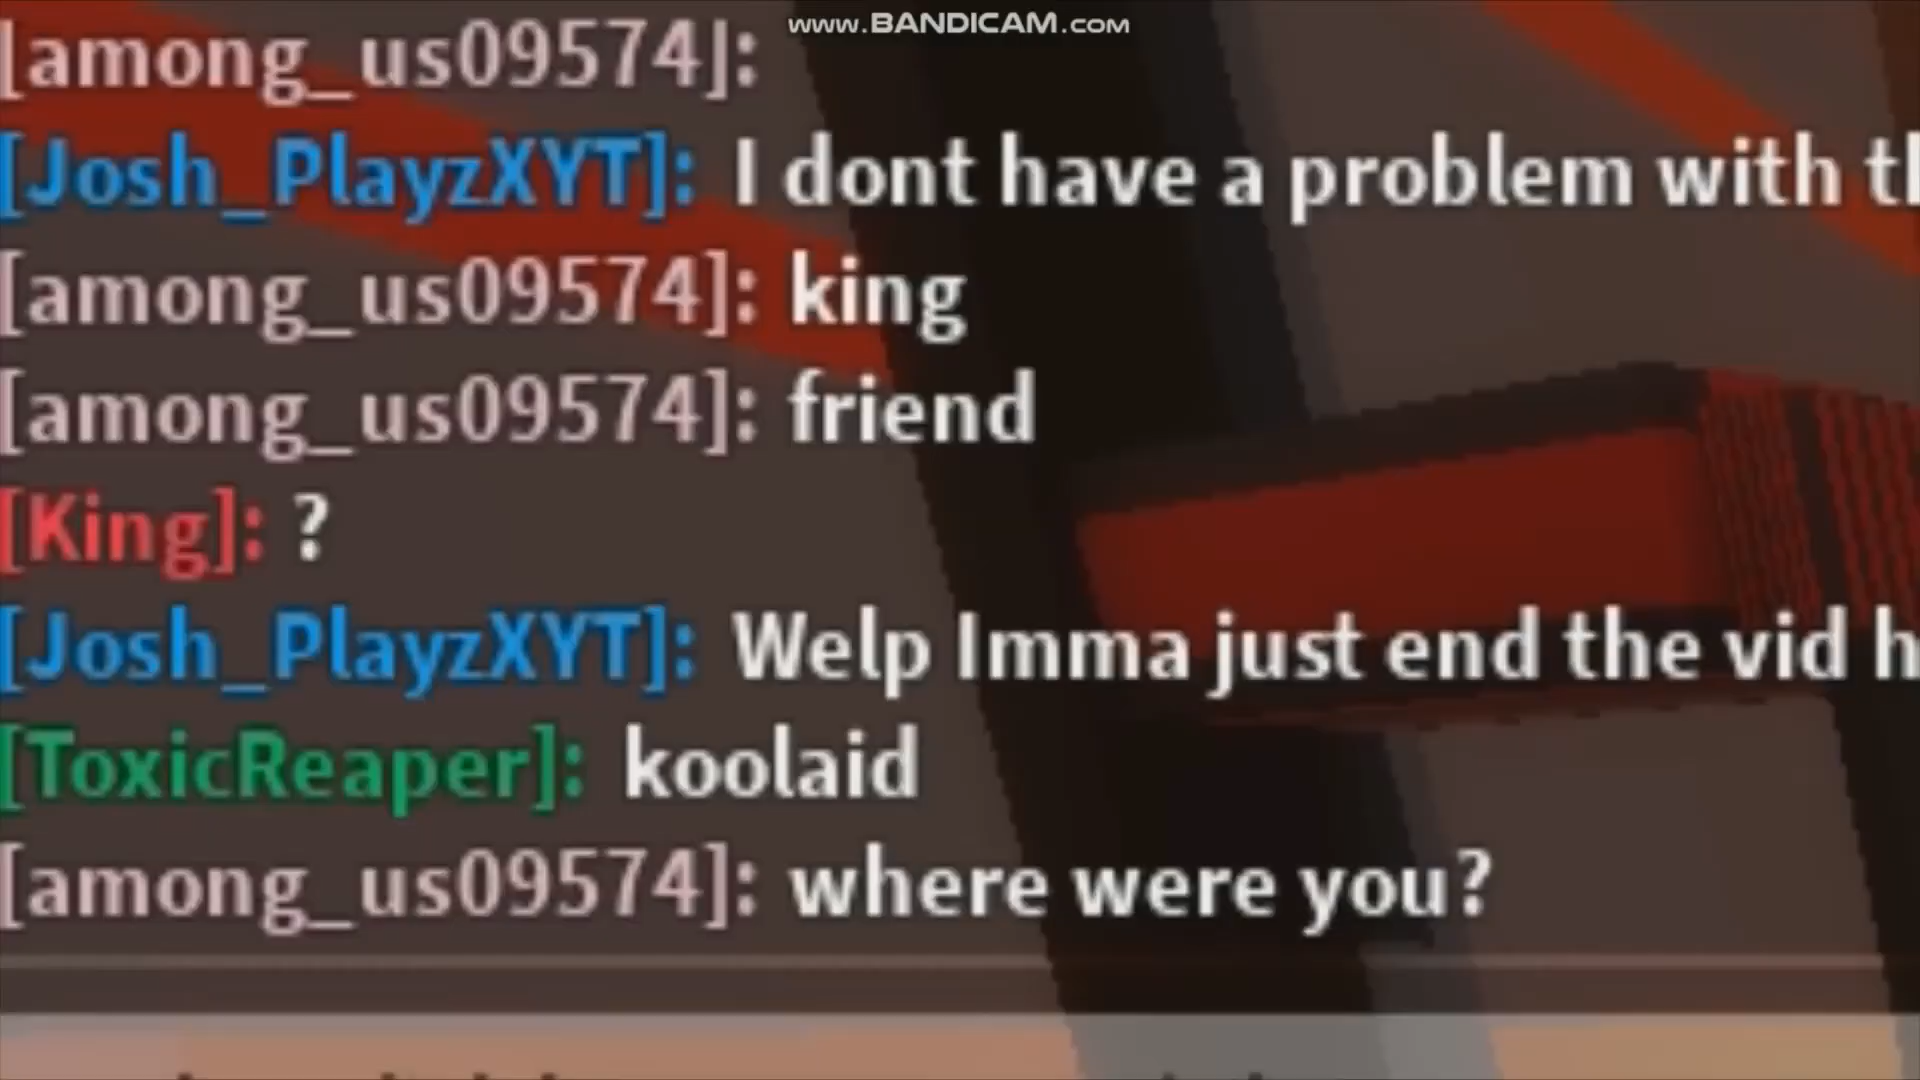 www.BANDICAM.com
[among_us09574]:
[Josh_PlayzXYT]: I dont have a problem with
[among_us09574]: king
[among_us09574]: friend
[King]: ?
[Josh_PlayzXYT]: Welp Imma just end the vid
[ToxicReaper]: koolaid
[among_us09574]: where were you?